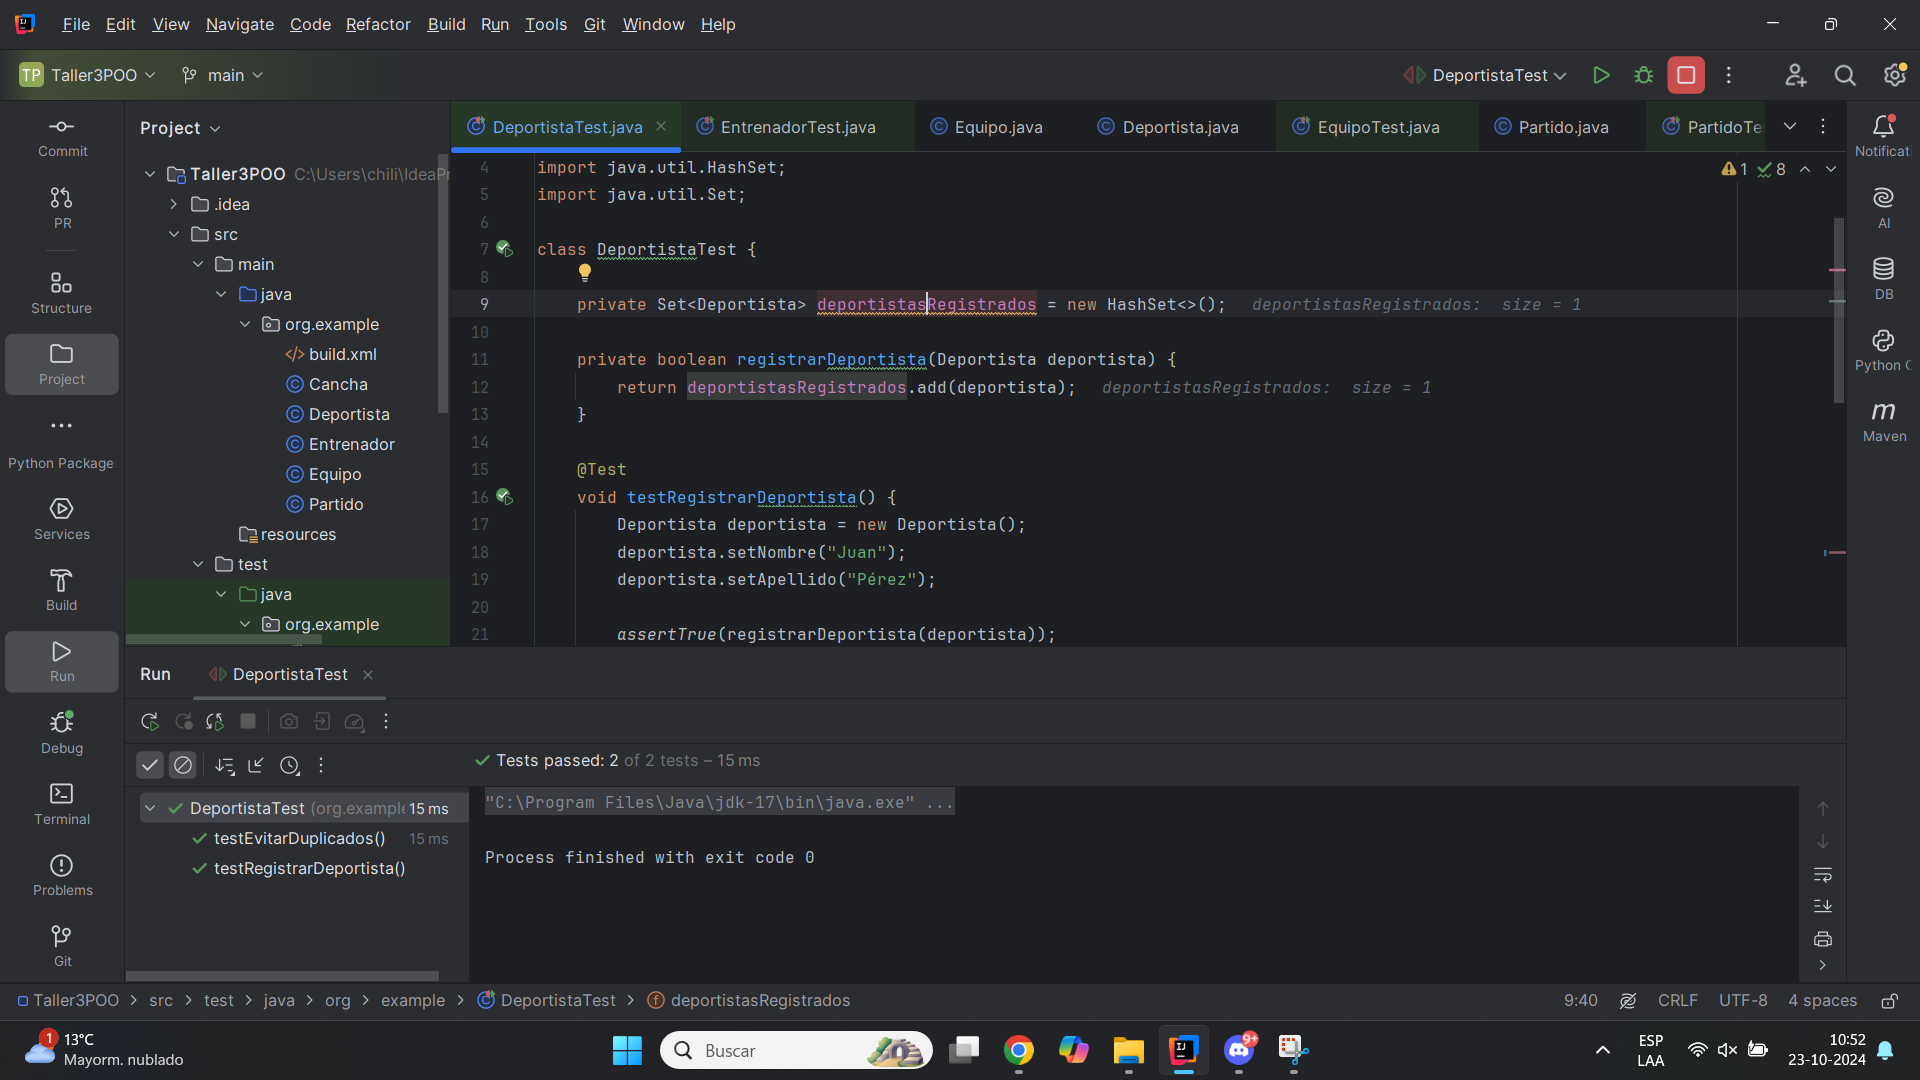 File Edit View Navigate Code Refactor Build Run Tools Git Window Help
TP Taller3POO main DeportistaTest
Commit
PR
Structure
Project
Python Package
Services
Build
Run
Debug
Terminal
Problems
Git
Project
Taller3POO C:\Users\chili\IdeaPr
.idea
src
main
java
org.example
build.xml
Cancha
Deportista
Entrenador
Equipo
Partido
resources
test
java
org.example
DeportistaTest.java EntrenadorTest.java Equipo.java Deportista.java EquipoTest.java Partido.java PartidoTe
1 8
4 import java.util.HashSet;
5 import java.util.Set;
6
7 class DeportistaTest {
8
9 private Set<Deportista> deportistasRegistrados = new HashSet<>(); deportistasRegistrados: size = 1
10
11 private boolean registrarDeportista(Deportista deportista) {
12 return deportistasRegistrados.add(deportista); deportistasRegistrados: size = 1
13 }
14
15 @Test
16 void testRegistrarDeportista() {
17 Deportista deportista = new Deportista();
18 deportista.setNombre("Juan");
19 deportista.setApellido("Pérez");
20
21 assertTrue(registrarDeportista(deportista));
Notificat
AI
DB
Python C
m
Maven
Run DeportistaTest
Tests passed: 2 of 2 tests – 15 ms
DeportistaTest (org.example 15 ms
testEvitarDuplicados() 15 ms
testRegistrarDeportista()
"C:\Program Files\Java\jdk-17\bin\java.exe" ...
Process finished with exit code 0
Taller3POO > src > test > java > org > example > DeportistaTest > deportistasRegistrados
9:40 CRLF UTF-8 4 spaces
1 13°C
Mayorm. nublado
Buscar
9+
ESP
LAA
10:52
23-10-2024